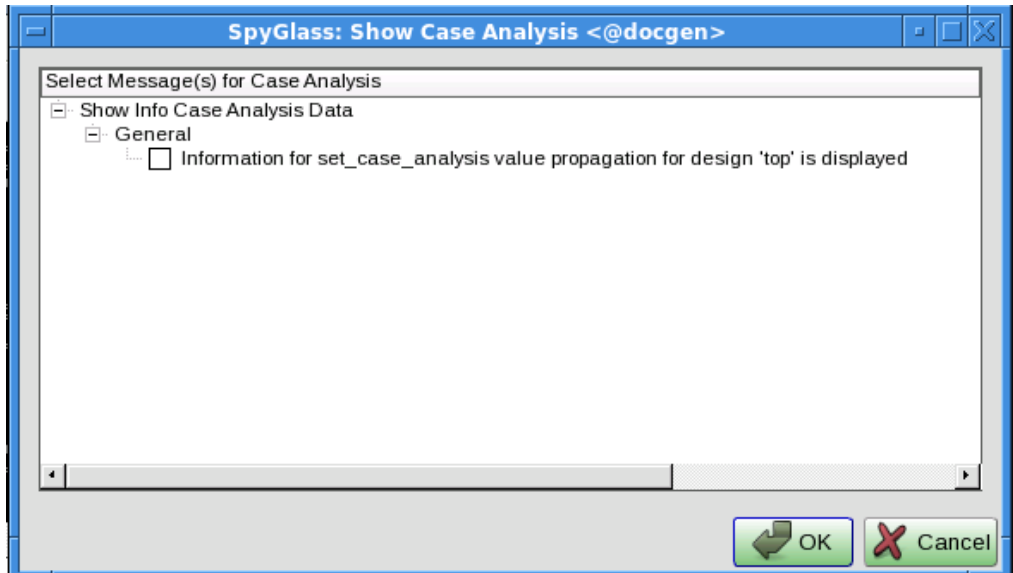 SpyGlass: Show Case Analysis <@docgen>
Select Message(s) for Case Analysis
Show Info Case Analysis Data
General
Information for set_case_analysis value propagation for design 'top' is displayed
OK
Cancel